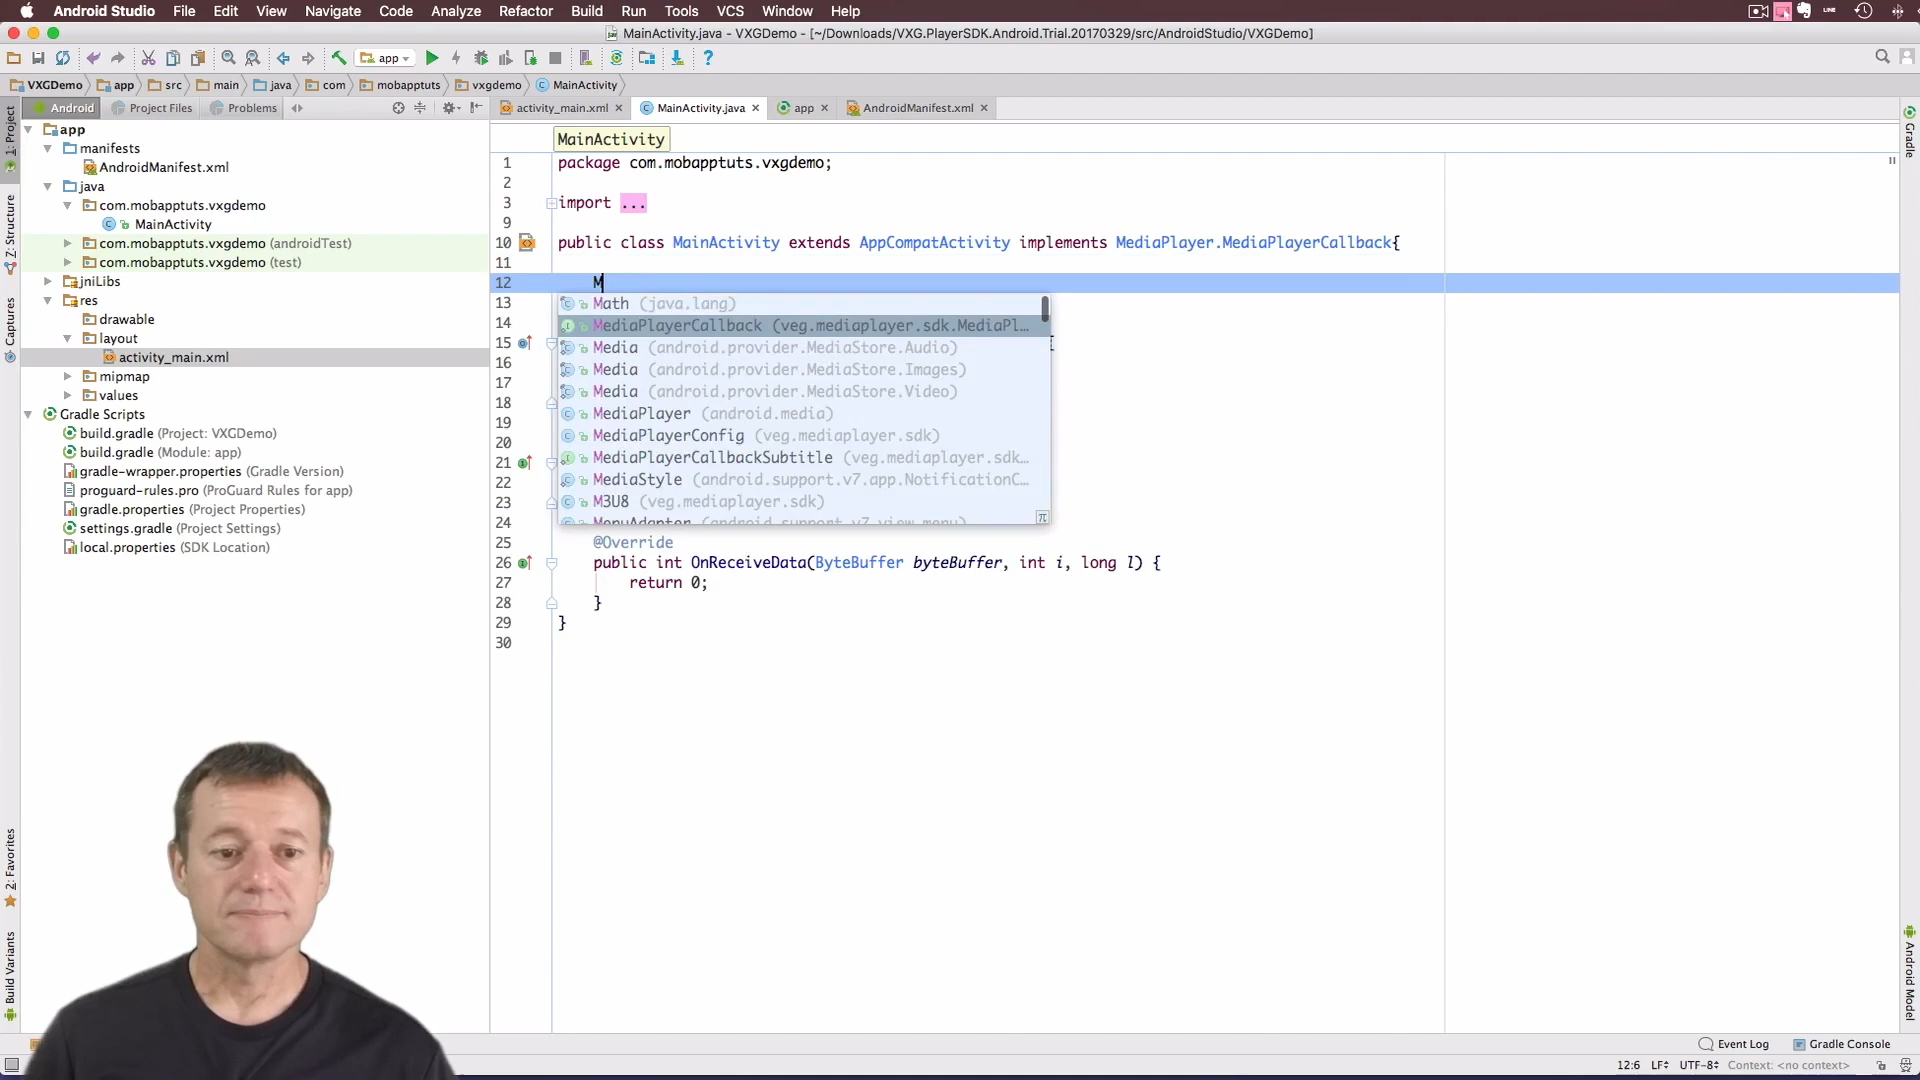 Android Studio File Edit View Navigate Code Analyze Refactor Build Run Tools VCS Window Help
MainActivity.java - VXGDemo - [~/Downloads/VXG.PlayerSDK.Android.Trial.20170329/src/AndroidStudio/VXGDemo]
app
VXGDemo app src main java com mobapptuts vxgdemo MainActivity
Android Project Files Problems
activity_main.xml MainActivity.java app AndroidManifest.xml
1: Project
Z: Structure
Captures
2: Favorites
Build Variants
app
manifests
AndroidManifest.xml
java
com.mobapptuts.vxgdemo
MainActivity
com.mobapptuts.vxgdemo (androidTest)
com.mobapptuts.vxgdemo (test)
jniLibs
res
drawable
layout
activity_main.xml
mipmap
values
Gradle Scripts
build.gradle (Project: VXGDemo)
build.gradle (Module: app)
gradle-wrapper.properties (Gradle Version)
proguard-rules.pro (ProGuard Rules for app)
gradle.properties (Project Properties)
settings.gradle (Project Settings)
local.properties (SDK Location)
MainActivity
1 package com.mobapptuts.vxgdemo;
2
3 import ...
9
10 public class MainActivity extends AppCompatActivity implements MediaPlayer.MediaPlayerCallback{
11
12 M
13 Math (java.lang)
14 MediaPlayerCallback (veg.mediaplayer.sdk.MediaPl...
15 Media (android.provider.MediaStore.Audio) {
16 Media (android.provider.MediaStore.Images)
17 Media (android.provider.MediaStore.Video)
18 MediaPlayer (android.media)
19 MediaPlayerConfig (veg.mediaplayer.sdk)
20 MediaPlayerCallbackSubtitle (veg.mediaplayer.sdk...
21 MediaStyle (android.support.v7.app.NotificationC...
22 M3U8 (veg.mediaplayer.sdk)
23 MenuAdapter (android.support.v7.view.menu)
24 π
25 @Override
26 public int OnReceiveData(ByteBuffer byteBuffer, int i, long l) {
27 return 0;
28 }
29 }
30
Gradle
Android Model
Event Log Gradle Console
12:6 LF UTF-8 Context: <no context>